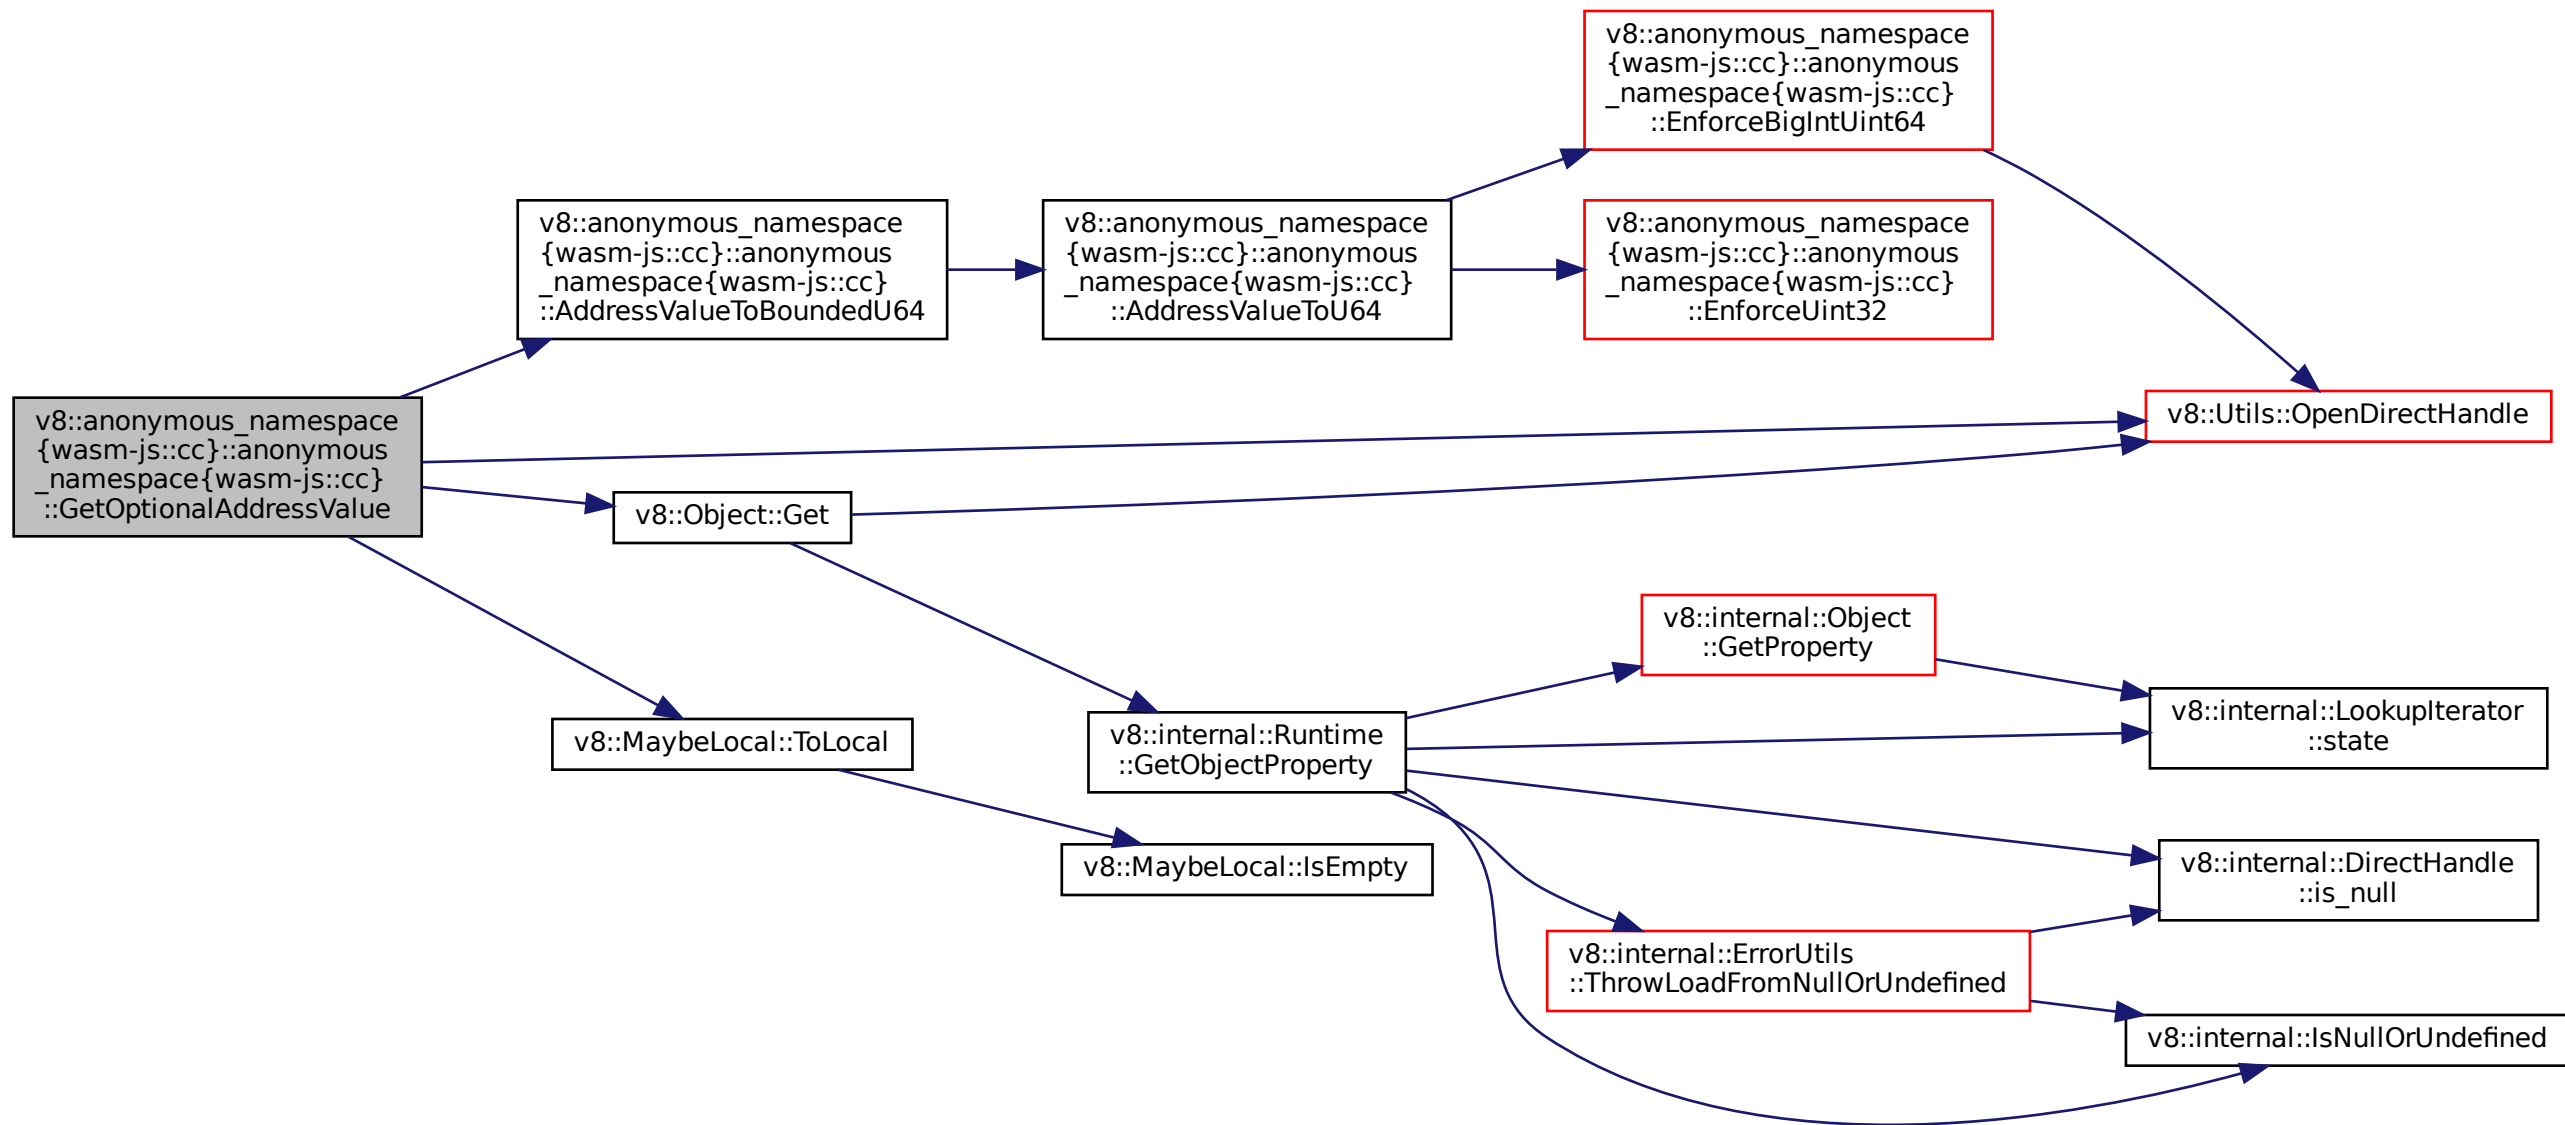 v8::anonymous_namespace
{wasm-js::cc}::anonymous
_namespace{wasm-js::cc}
::GetOptionalAddressValue
v8::anonymous_namespace
{wasm-js::cc}::anonymous
_namespace{wasm-js::cc}
::AddressValueToBoundedU64
v8::anonymous_namespace
{wasm-js::cc}::anonymous
_namespace{wasm-js::cc}
::AddressValueToU64
v8::anonymous_namespace
{wasm-js::cc}::anonymous
_namespace{wasm-js::cc}
::EnforceBigIntUint64
v8::anonymous_namespace
{wasm-js::cc}::anonymous
_namespace{wasm-js::cc}
::EnforceUint32
v8::Utils::OpenDirectHandle
v8::Object::Get
v8::internal::Runtime
::GetObjectProperty
v8::internal::Object
::GetProperty
v8::internal::LookupIterator
::state
v8::internal::DirectHandle
::is_null
v8::internal::ErrorUtils
::ThrowLoadFromNullOrUndefined
v8::internal::IsNullOrUndefined
v8::MaybeLocal::ToLocal
v8::MaybeLocal::IsEmpty